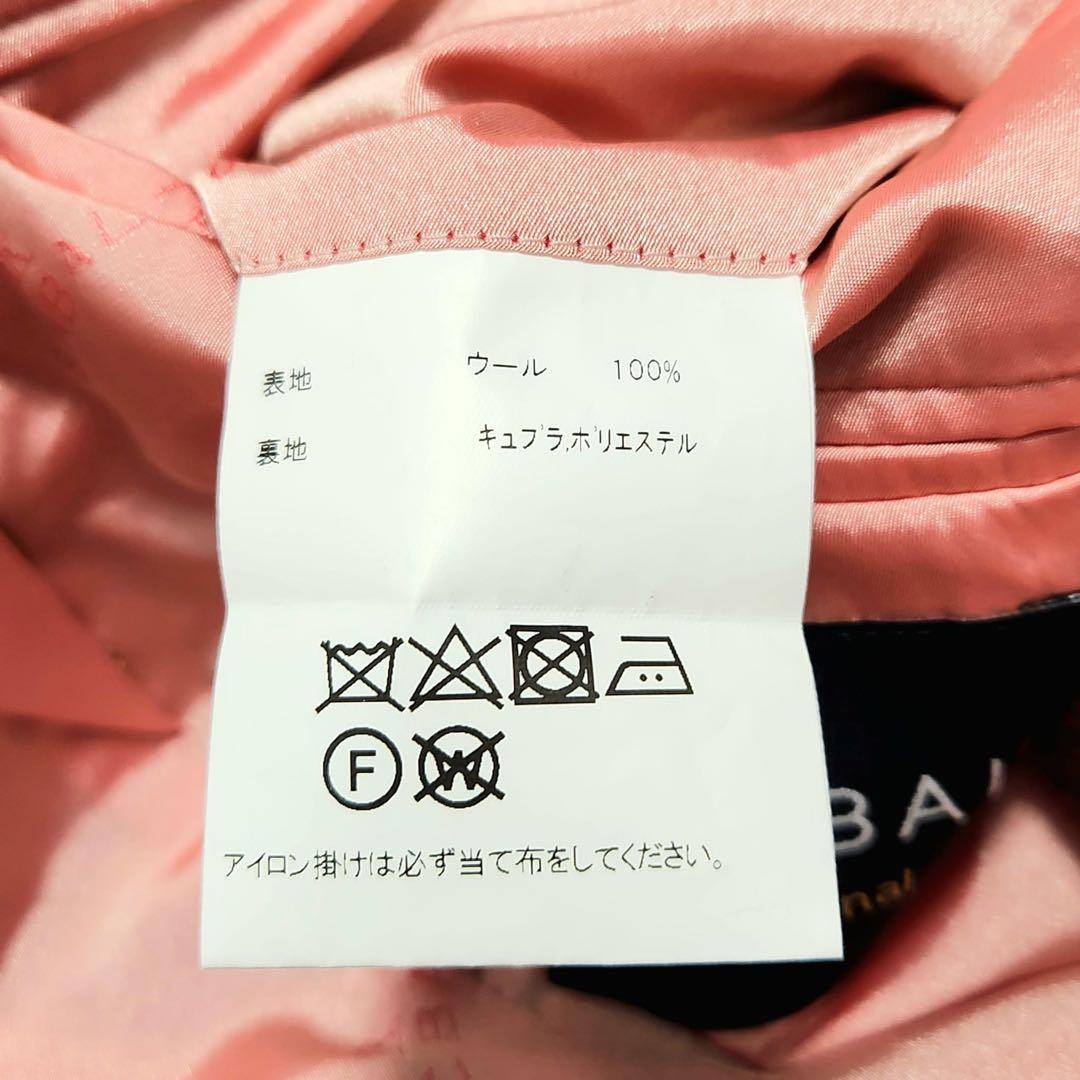 表地 ウール 100%
裏地 キュプラ,ポリエステル
F W
アイロン掛けは必ず当て布をしてください。
BA